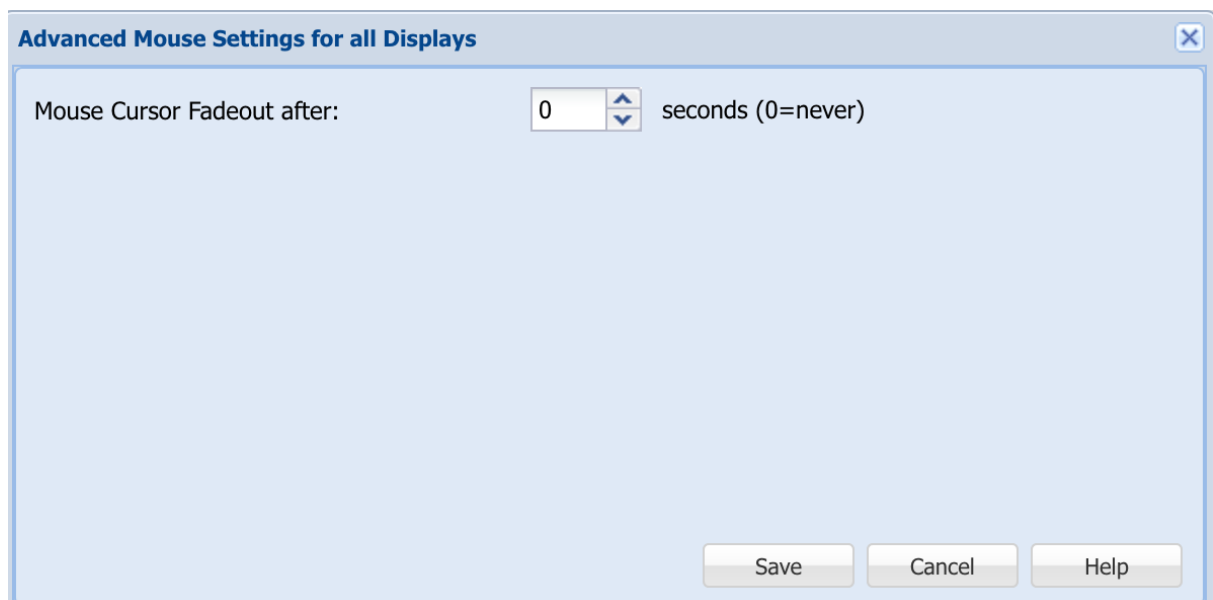 Advanced Mouse Settings for all Displays
Mouse Cursor Fadeout after: 0 seconds (0=never)
Save Cancel Help